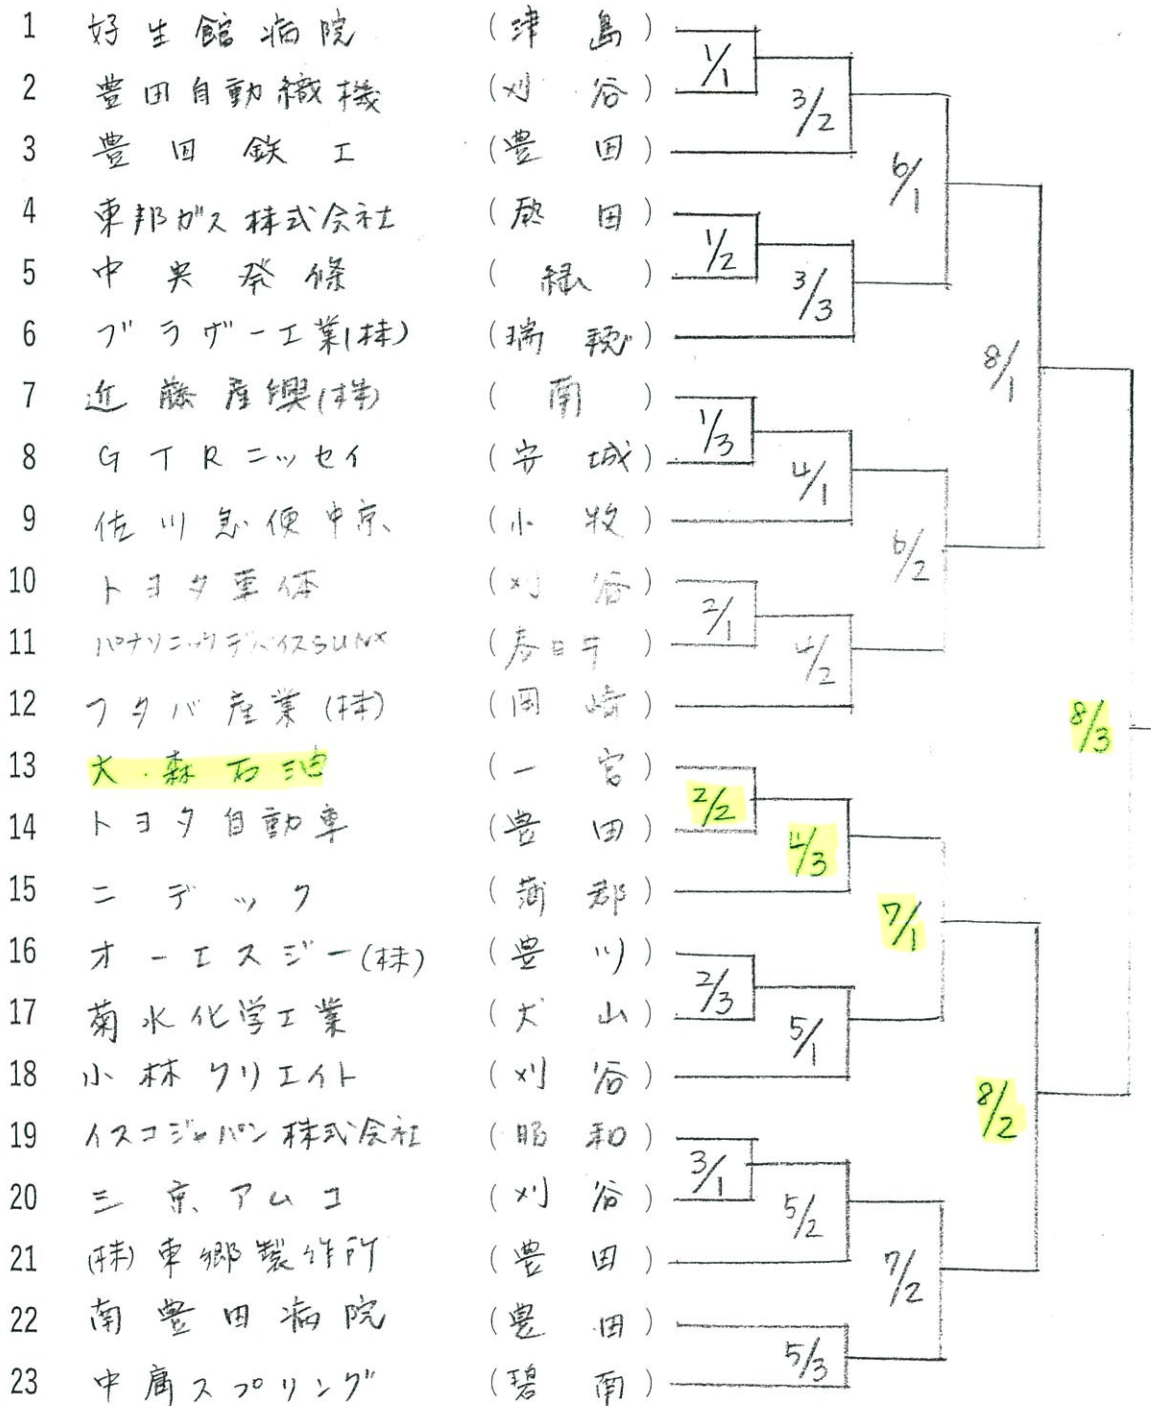 1 好生館病院 (津島)
1/1
2 豊田自動織機 (刈谷)
3/2
3 豊田鉄工 (豊田)
6/1
4 東邦ガス株式会社 (熱田)
1/2
5 中央発條 (緑)
3/3
6 ブラザー工業(株) (瑞穂)
8/1
7 近藤産興(株) (南)
1/3
8 GTRニッセイ (安城)
4/1
9 佐川急便中京 (小牧)
6/2
10 トヨタ車体 (刈谷)
2/1
11 パナソニックデバイスSUNX (春日井)
4/2
12 フタバ産業(株) (岡崎)
8/3
13 大森石油 (一宮)
2/2
14 トヨタ自動車 (豊田)
4/3
15 ニデック (蒲郡)
7/1
16 オーエスジー(株) (豊川)
2/3
17 菊水化学工業 (犬山)
5/1
18 小林クリエイト (刈谷)
8/2
19 イスコジャパン株式会社 (昭和)
3/1
20 三京アムコ (刈谷)
5/2
21 (株)東郷製作所 (豊田)
7/2
22 南豊田病院 (豊田)
5/3
23 中庸スプリング (碧南)